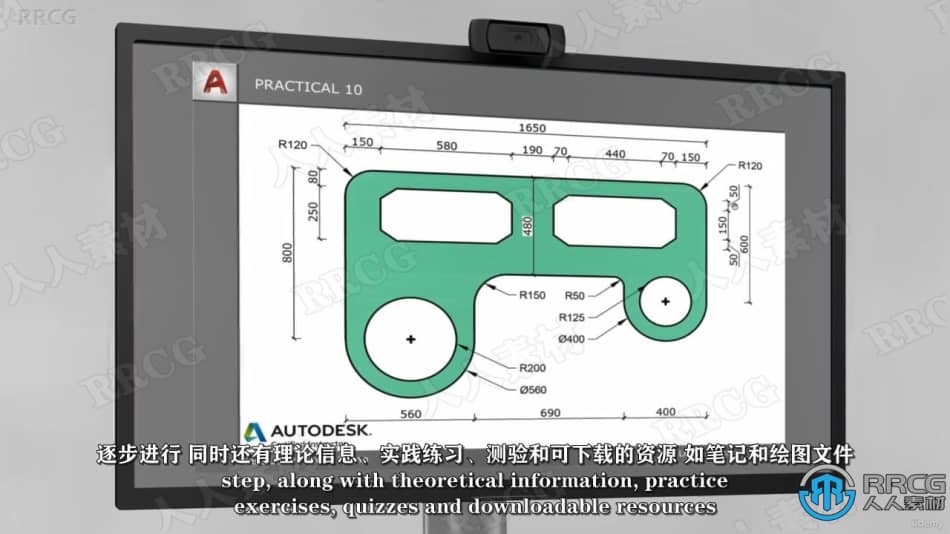 RRCG
PRACTICAL 10
1650
150
580
190
70
440
70
150
R120
R120
80
250
800
480
50
150
50
600
R150
R50
R125
Ø400
R200
Ø560
560
690
400
AUTODESK.
逐步进行 同时还有理论信息、实践练习、测验和可下载的资源 如笔记和绘图文件
step, along with theoretical information, practice
exercises, quizzes and downloadable resources
RRCG
人人素材
Udemy